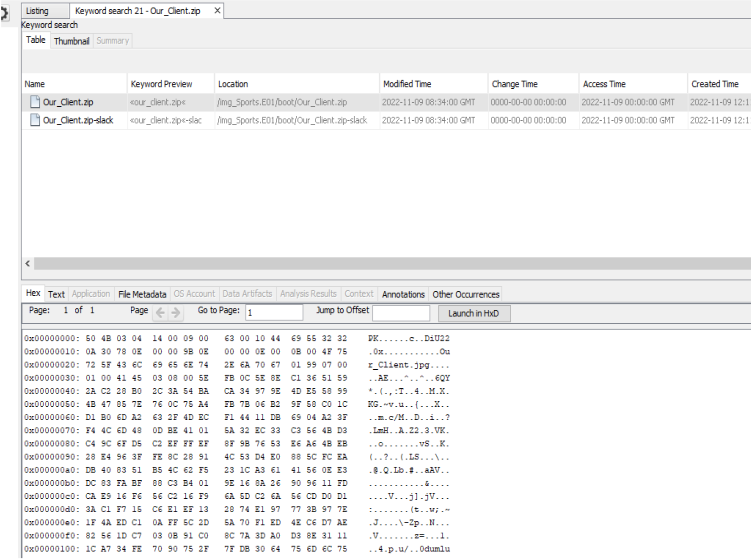 Listing Keyword search 21 - Our_Client.zip X
Keyword search
Table Thumbnail Summary
Name Keyword Preview Location Modified Time Change Time Access Time Created Time
Our_Client.zip «our_client.zip« /img_Sports.E01/boot/Our_Client.zip 2022-11-09 08:34:00 GMT 0000-00-00 00:00:00 2022-11-09 00:00:00 GMT 2022-11-09 12:1
Our_Client.zip-slack «our_client.zip«-slac /img_Sports.E01/boot/Our_Client.zip-slack 2022-11-09 08:34:00 GMT 0000-00-00 00:00:00 2022-11-09 00:00:00 GMT 2022-11-09 12:1
Hex Text Application File Metadata OS Account Data Artifacts Analysis Results Context Annotations Other Occurrences
Page: 1 of 1 Page Go to Page: 1 Jump to Offset Launch in HxD
0x00000000: 50 4B 03 04 14 00 09 00 63 00 10 44 69 55 32 32 PK......c..DiU22
0x00000010: 0A 30 78 0E 00 00 9B 0E 00 00 0E 00 0B 00 4F 75 .0x...........Ou
0x00000020: 72 5F 43 6C 69 65 6E 74 2E 6A 70 67 01 99 07 00 r_Client.jpg....
0x00000030: 01 00 41 45 03 08 00 5E FB 0C 5E 8E C1 36 51 59 ..AE...^..^..6QY
0x00000040: 2A C2 28 B0 2C 3A 54 BA CA 34 97 9E 4D E5 58 99 *.(.,:T..4..M.X.
0x00000050: 4B 47 85 7E 76 0C 75 A4 FB 7B 06 B2 9F 58 C0 1C KG.~v.u..{...X..
0x00000060: D1 B0 6D A2 63 2F 4D EC F1 44 11 DB 69 04 A2 3F ..m.c/M..D..i..?
0x00000070: F4 4C 6D 48 0D BE 41 01 5A 32 EC 33 C3 56 4B D3 .LmH..A.Z2.3.VK.
0x00000080: C4 9C 6F D5 C2 EF FF EF 8F 9B 76 53 E6 A6 4B EB ..o.......vS..K.
0x00000090: 28 E4 96 3F FE 8C 28 91 4C 53 D4 E0 88 5C FC EA (..?..(.LS...\..
0x000000a0: DB 40 83 51 B5 4C 62 F5 23 1C A3 61 41 56 0E E3 .@.Q.Lb.#..aAV..
0x000000b0: DC 83 FA BF 88 C3 B4 01 9E 16 8A 26 90 96 11 FD ...........&....
0x000000c0: CA E9 16 F6 56 C2 16 F9 6A 5D C2 6A 56 CD D0 D1 ....V...j].jV...
0x000000d0: 3A C1 F7 15 C6 E1 EF 13 28 74 E1 97 77 3B 97 7E :.......(t..w;.~
0x000000e0: 1F 4A ED C1 0A FF 5C 2D 5A 70 F1 ED 4E C6 D7 AE .J....\-Zp..N...
0x000000f0: 82 56 1D C7 03 0B 91 C0 8C 7A 3D A0 D3 8E 31 11 .V.......z=...1.
0x00000100: 1C A7 34 FE 70 90 75 2F 7F DB 30 64 75 6D 6C 75 ..4.p.u/..0dumlu